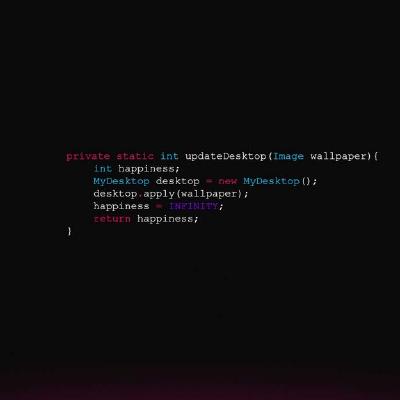 private static int updateDesktop(Image wallpaper){
int happiness;
MyDesktop desktop = new MyDesktop();
desktop.apply(wallpaper);
happiness = INFINITY;
return happiness;
}